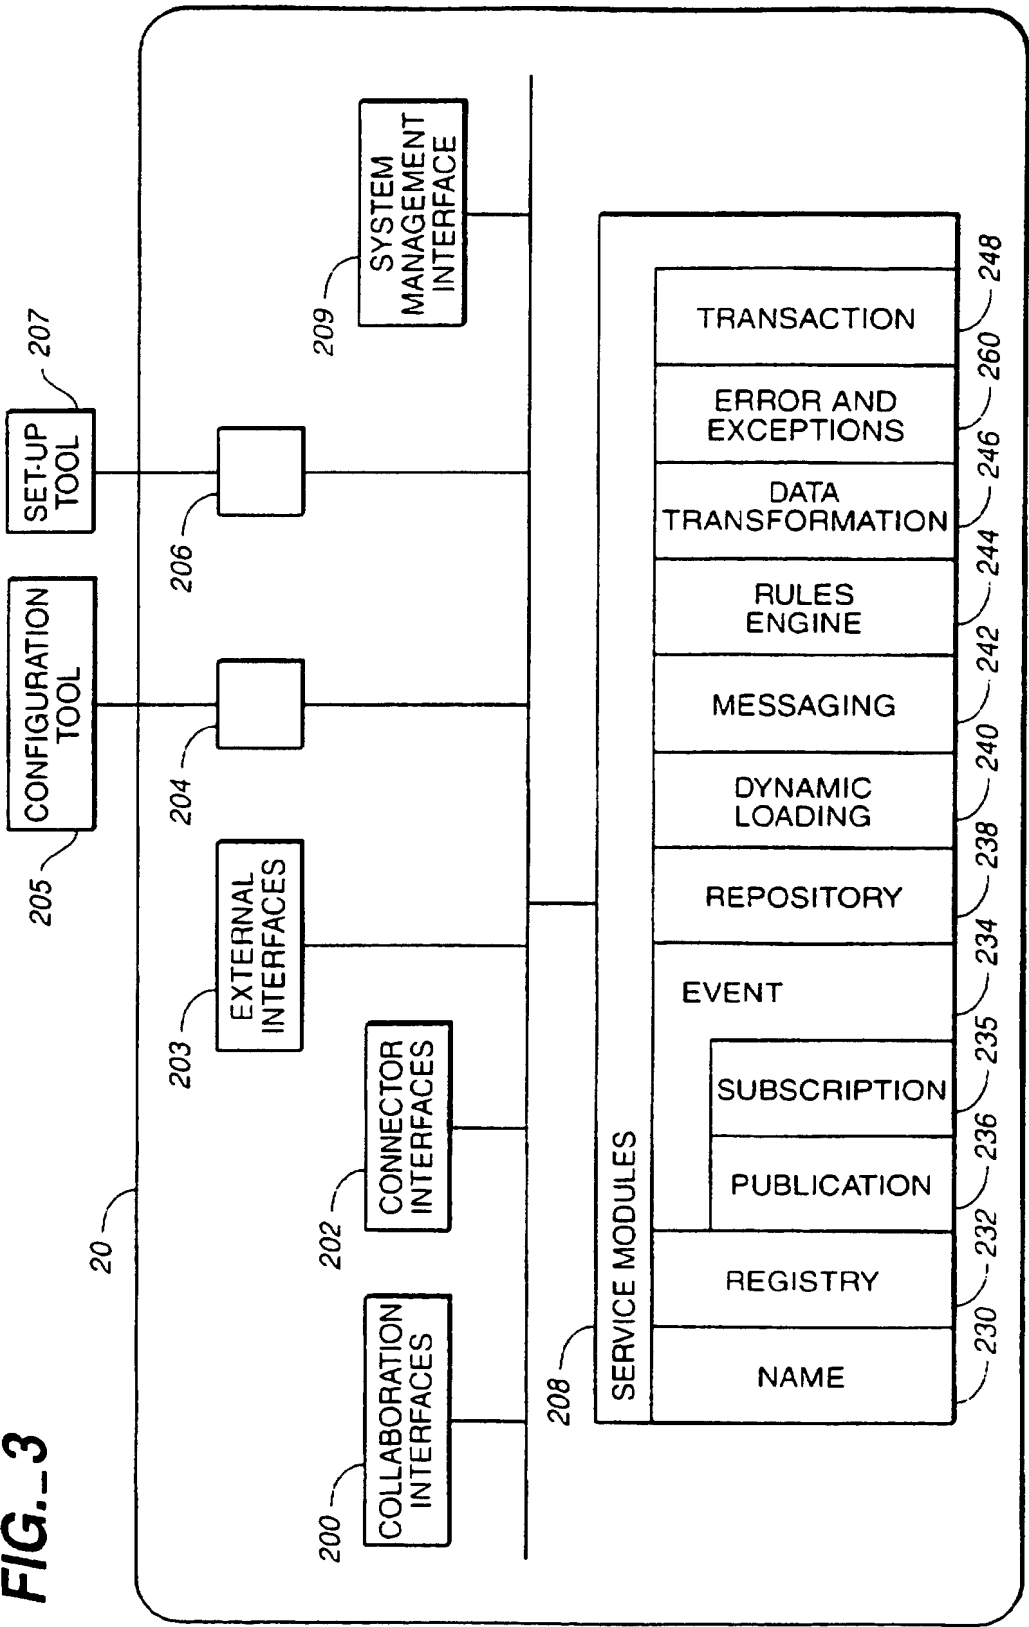 FIG._3
CONFIGURATION
TOOL
205
SET-UP
TOOL
207
20
203
EXTERNAL
INTERFACES
204
206
200
COLLABORATION
INTERFACES
202
CONNECTOR
INTERFACES
209
SYSTEM
MANAGEMENT
INTERFACE
208
SERVICE MODULES
NAME
REGISTRY
EVENT
PUBLICATION
SUBSCRIPTION
REPOSITORY
DYNAMIC
LOADING
MESSAGING
RULES
ENGINE
DATA
TRANSFORMATION
ERROR AND
EXCEPTIONS
TRANSACTION
230
232
236
235
234
238
240
242
244
246
260
248